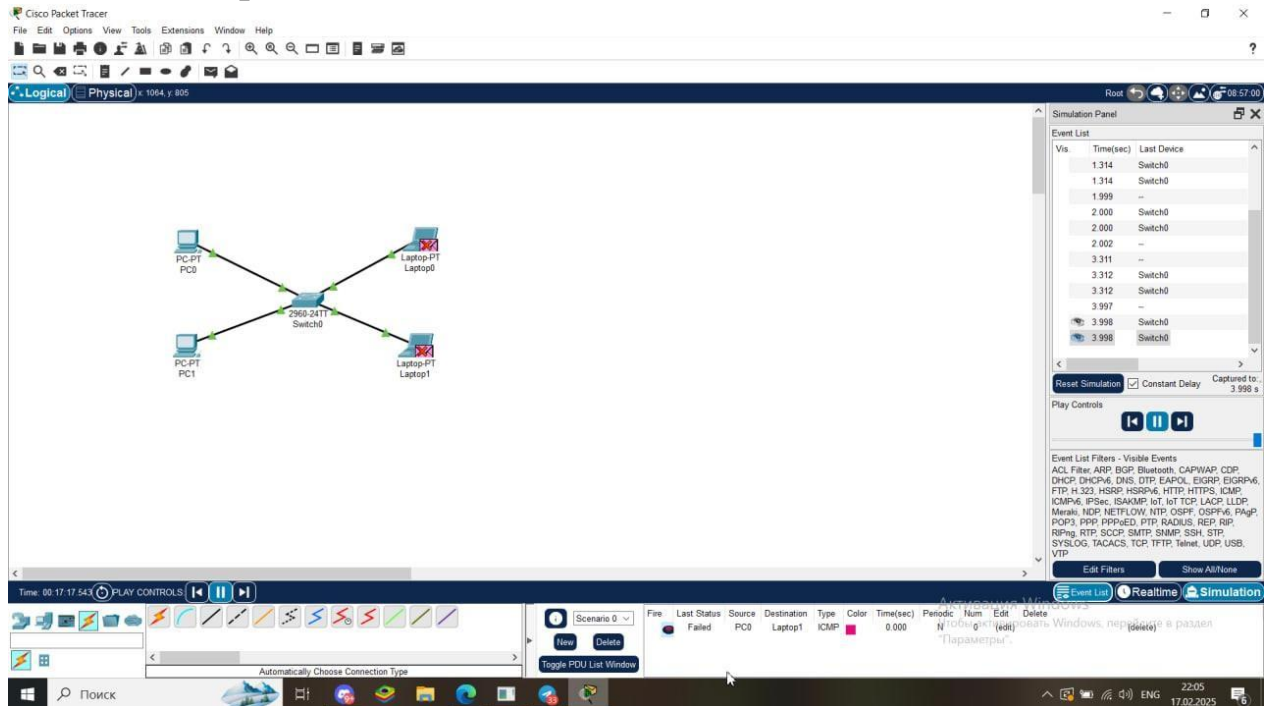 Cisco Packet Tracer
File Edit Options View Tools Extensions Window Help
?
Logical Physical x: 1064, y: 805
Root 08:57:00
Simulation Panel
Event List
Vis. Time(sec) Last Device
1.314 Switch0
1.314 Switch0
1.999 --
2.000 Switch0
2.000 Switch0
2.002 --
3.311 --
3.312 Switch0
3.312 Switch0
3.997 --
3.998 Switch0
3.998 Switch0
Reset Simulation Constant Delay Captured to:
3.998 s
Play Controls
Event List Filters - Visible Events
ACL Filter, ARP, BGP, Bluetooth, CAPWAP, CDP,
DHCP, DHCPv6, DNS, DTP, EAPOL, EIGRP, EIGRPv6,
FTP, H.323, HSRP, HSRPv6, HTTP, HTTPS, ICMP,
ICMPv6, IPSec, ISAKMP, IoT, IoT TCP, LACP, LLDP,
Meraki, NDP, NETFLOW, NTP, OSPF, OSPFv6, PAgP,
POP3, PPP, PPPoED, PTP, RADIUS, REP, RIP,
RIPng, RTP, SCCP, SMTP, SNMP, SSH, STP,
SYSLOG, TACACS, TCP, TFTP, Telnet, UDP, USB,
VTP
Edit Filters Show All/None
PC-PT
PC0
Laptop-PT
Laptop0
2960-24TT
Switch0
PC-PT
PC1
Laptop-PT
Laptop1
Time: 00:17:17.543 PLAY CONTROLS:
Event List Realtime Simulation
Автоматически Choose Connection Type
Scenario 0
New Delete
Toggle PDU List Window
Fire Last Status Source Destination Type Color Time(sec) Periodic Num Edit Delete
Failed PC0 Laptop1 ICMP 0.000 N 0 (edit) (delete)
Активация Windows
Чтобы активировать Windows, перейдите в раздел
"Параметры".
Поиск
33
ENG
22:05
17.02.2025
6